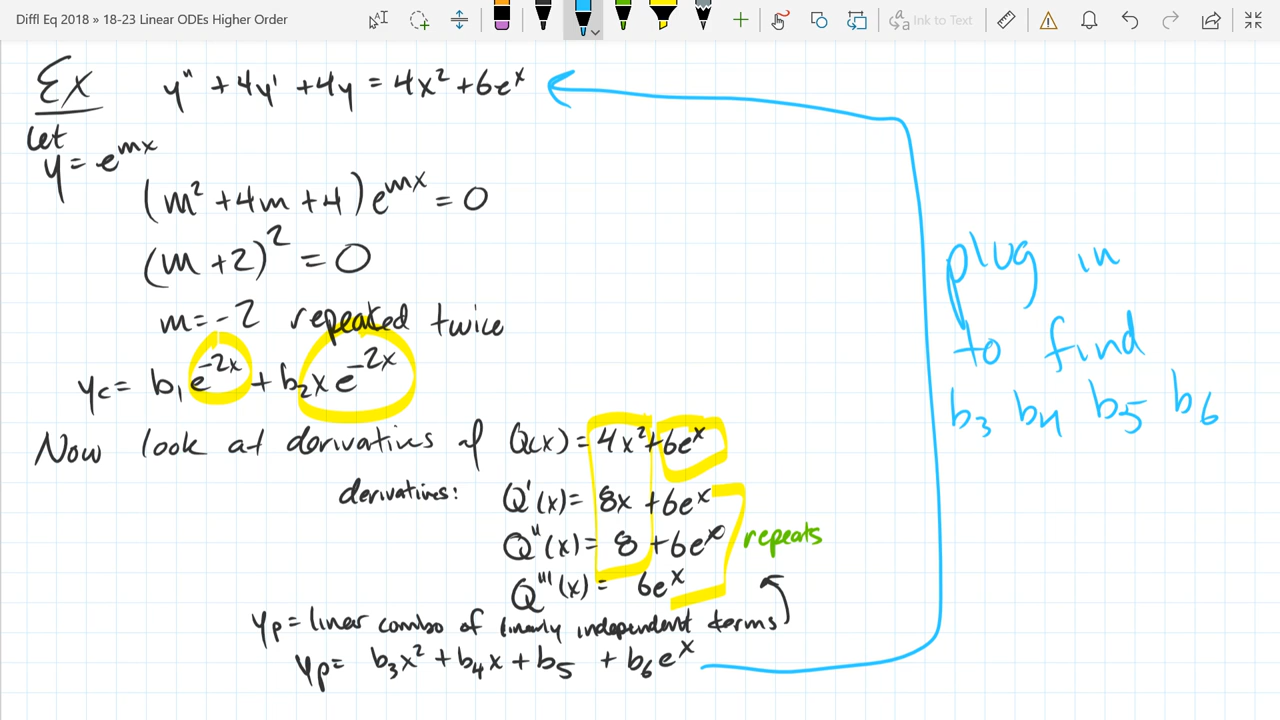 Diffl Eq 2018 » 18-23 Linear ODEs Higher Order
Ink to Text
Ex y'' + 4y' + 4y = 4x² + 6eˣ
Let
y = e^{mx}
(m² + 4m + 4) e^{mx} = 0
(m + 2)² = 0
m = -2 repeated twice
y_c = b₁e^{-2x} + b₂xe^{-2x}
Now look at derivatives of Q(x) = 4x² + 6eˣ
derivatives: Q'(x) = 8x + 6eˣ
Q''(x) = 8 + 6eˣ
repeats
Q'''(x) = 6eˣ
y_p = linear combo of linearly independent terms
y_p = b₃x² + b₄x + b₅ + b₆eˣ
plug in
to find
b₃ b₄ b₅ b₆